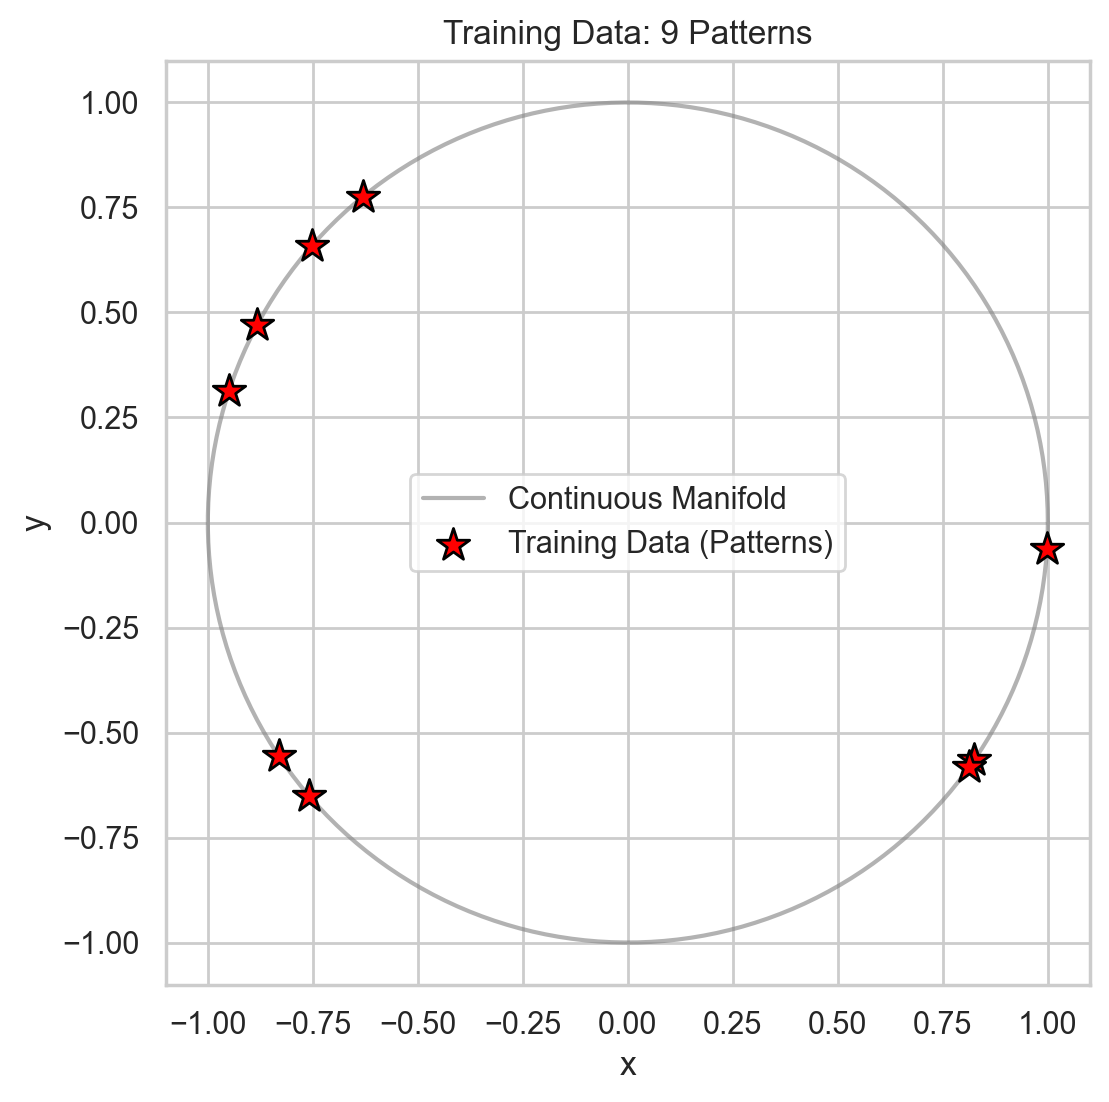 Training Data: 9 Patterns
1.00
0.75
0.50
0.25
0.00
−0.25
−0.50
−0.75
−1.00
y
Continuous Manifold
Training Data (Patterns)
−1.00 −0.75 −0.50 −0.25 0.00 0.25 0.50 0.75 1.00
x